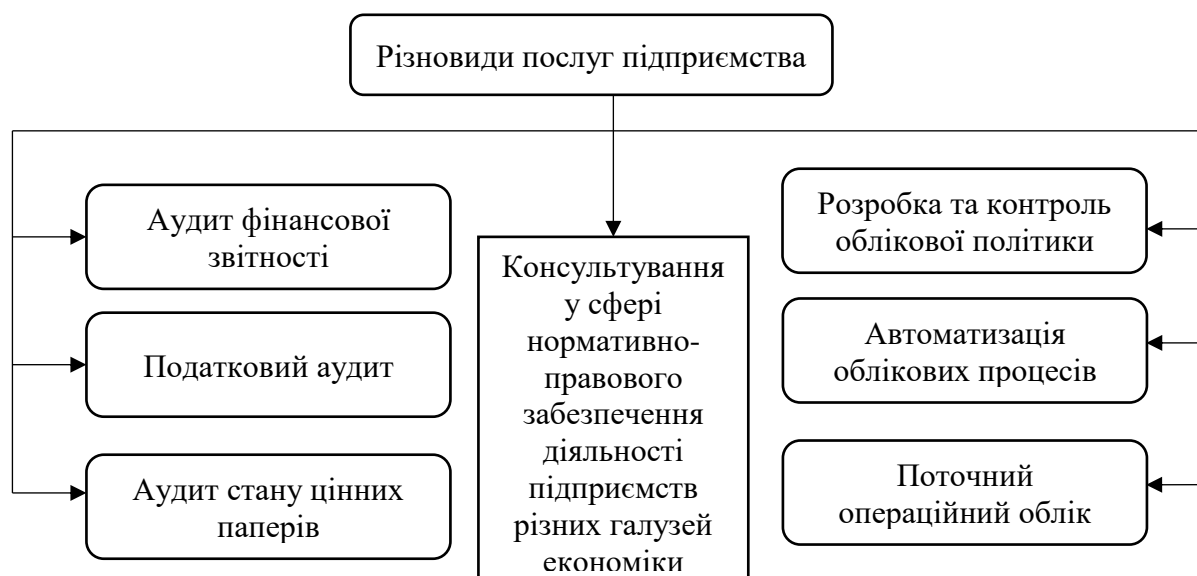 Різновиди послуг підприємства
Аудит фінансової
звітності
Податковий аудит
Аудит стану цінних
паперів
Консультування
у сфері
нормативно-
правового
забезпечення
діяльності
підприємств
різних галузей
економіки
Розробка та контроль
облікової політики
Автоматизація
облікових процесів
Поточний
операційний облік